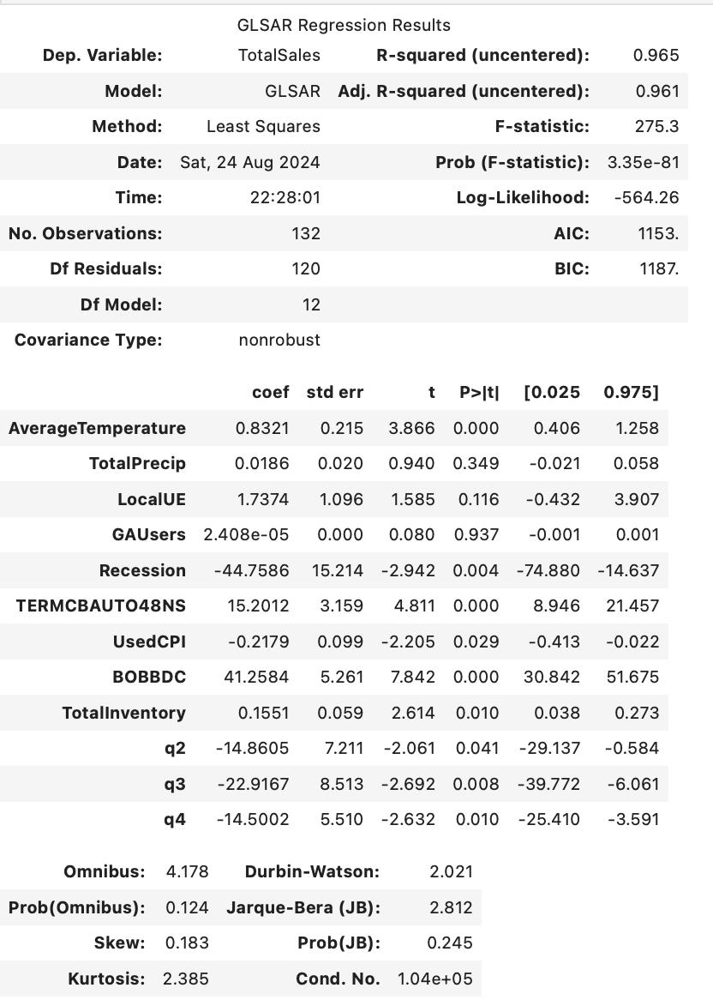 GLSAR Regression Results
Dep. Variable: TotalSales R-squared (uncentered): 0.965
Model: GLSAR Adj. R-squared (uncentered): 0.961
Method: Least Squares F-statistic: 275.3
Date: Sat, 24 Aug 2024 Prob (F-statistic): 3.35e-81
Time: 22:28:01 Log-Likelihood: -564.26
No. Observations: 132 AIC: 1153.
Df Residuals: 120 BIC: 1187.
Df Model: 12
Covariance Type: nonrobust
coef std err t P>|t| [0.025 0.975]
AverageTemperature 0.8321 0.215 3.866 0.000 0.406 1.258
TotalPrecip 0.0186 0.020 0.940 0.349 -0.021 0.058
LocalUE 1.7374 1.096 1.585 0.116 -0.432 3.907
GAUsers 2.408e-05 0.000 0.080 0.937 -0.001 0.001
Recession -44.7586 15.214 -2.942 0.004 -74.880 -14.637
TERMCBAUTO48NS 15.2012 3.159 4.811 0.000 8.946 21.457
UsedCPI -0.2179 0.099 -2.205 0.029 -0.413 -0.022
BOBBDC 41.2584 5.261 7.842 0.000 30.842 51.675
TotalInventory 0.1551 0.059 2.614 0.010 0.038 0.273
q2 -14.8605 7.211 -2.061 0.041 -29.137 -0.584
q3 -22.9167 8.513 -2.692 0.008 -39.772 -6.061
q4 -14.5002 5.510 -2.632 0.010 -25.410 -3.591
Omnibus: 4.178 Durbin-Watson: 2.021
Prob(Omnibus): 0.124 Jarque-Bera (JB): 2.812
Skew: 0.183 Prob(JB): 0.245
Kurtosis: 2.385 Cond. No. 1.04e+05